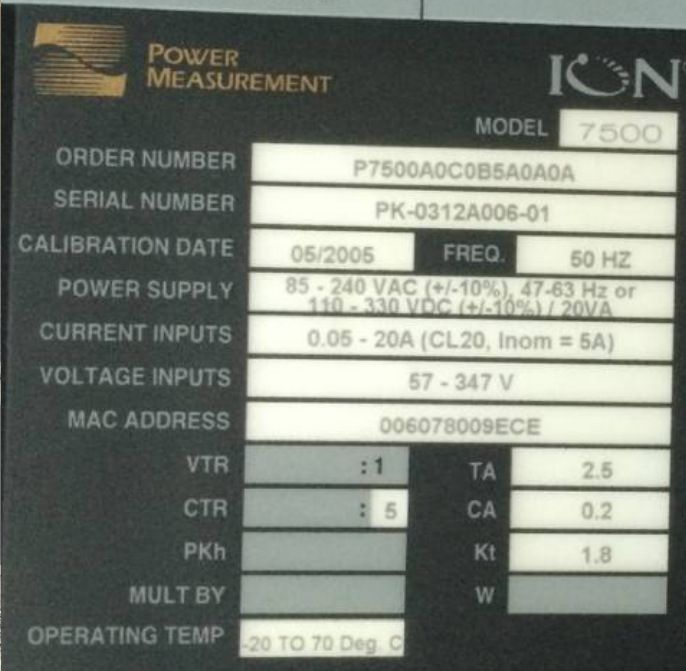 POWER
MEASUREMENT
ION
MODEL 7500
ORDER NUMBER P7500A0C0B5A0A0A
SERIAL NUMBER PK-0312A006-01
CALIBRATION DATE 05/2005 FREQ. 50 HZ
POWER SUPPLY 85 - 240 VAC (+/-10%), 47-63 Hz or
110 - 330 VDC (+/-10%) / 20VA
CURRENT INPUTS 0.05 - 20A (CL20, Inom = 5A)
VOLTAGE INPUTS 57 - 347 V
MAC ADDRESS 006078009ECE
VTR :1 TA 2.5
CTR : 5 CA 0.2
PKh Kt 1.8
MULT BY W
OPERATING TEMP -20 TO 70 Deg. C